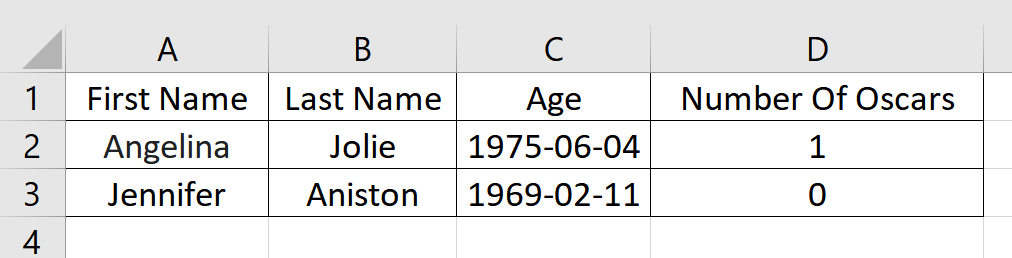 A B C D
1 First Name Last Name Age Number Of Oscars
2 Angelina Jolie 1975-06-04 1
3 Jennifer Aniston 1969-02-11 0
4